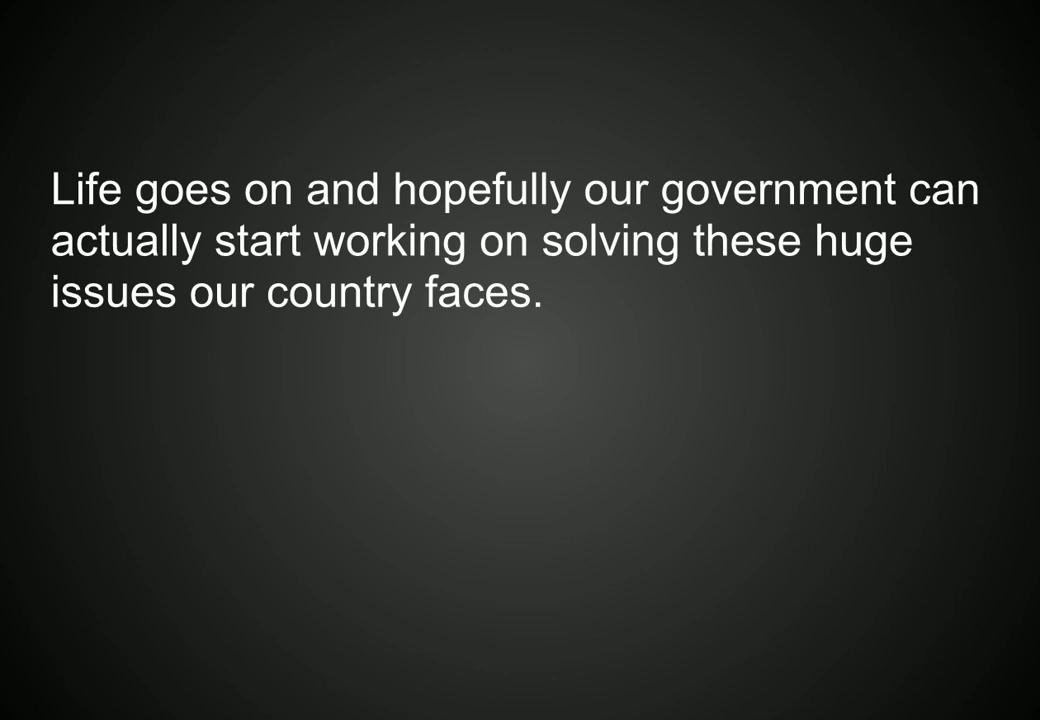 Life goes on and hopefully our government can
actually start working on solving these huge
issues our country faces.